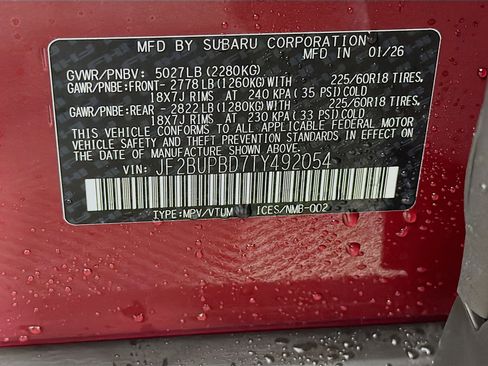 MFD BY SUBARU CORPORATION
MFD IN 01/26
GVWR/PNBV: 5027LB(2280KG)
GAWR/PNBE:FRONT- 2778LB(1260KG)WITH 225/60R18 TIRES,
18X7J RIMS AT 240 KPA(35 PSI)COLD
GAWR/PNBE:REAR -2822LB(1280KG)WITH 225/60R18 TIRES,
18X7J RIMS AT 230 KPA(33 PSI)COLD
THIS VEHICLE CONFORMS TO ALL APPLICABLE FEDERAL MOTOR
VEHICLE SAFETY AND THEFT PREVENTION STANDARDS IN EFFECT
ON THE DATE OF MANUFACTURE SHOWN ABOVE.
VIN: JF2BUPBD7TY492054
TYPE:MPV/VTUM ICES/NMB-002